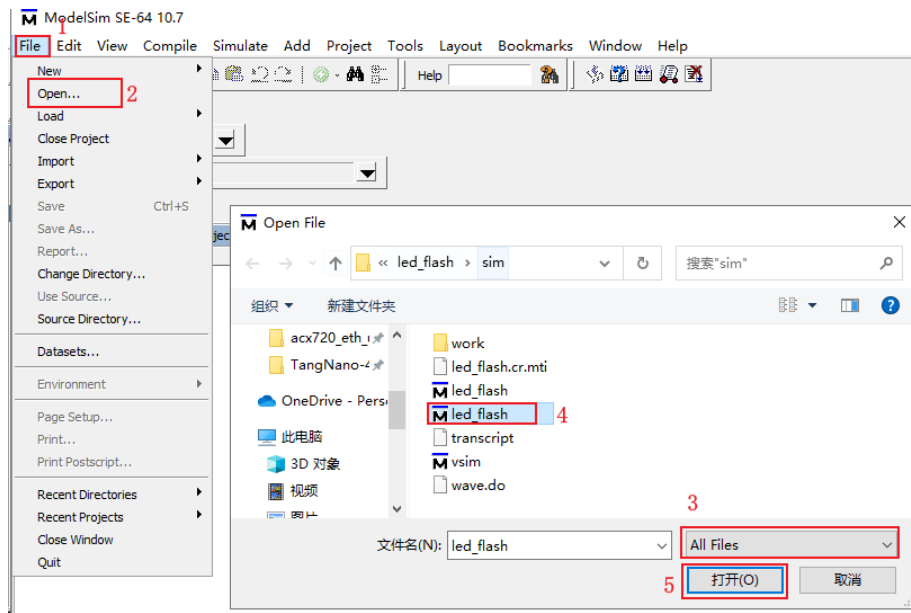 ModelSim SE-64 10.7
1
File Edit View Compile Simulate Add Project Tools Layout Bookmarks Window Help
New
Help
Open...
2
Load
Close Project
Import
Export
Save Ctrl+S
Save As...
Report...
Change Directory...
Use Source...
Source Directory...
Datasets...
Environment
Page Setup...
Print...
Print Postscript...
Recent Directories
Recent Projects
Close Window
Quit
Open File
« led_flash › sim
搜索"sim"
组织
新建文件夹
TangNano-4
OneDrive - Pers
此电脑
3D 对象
视频
work
led_flash.cr.mti
led_flash
led_flash
4
transcript
vsim
wave.do
3
文件名(N): led_flash
All Files
5
打开(O)
取消